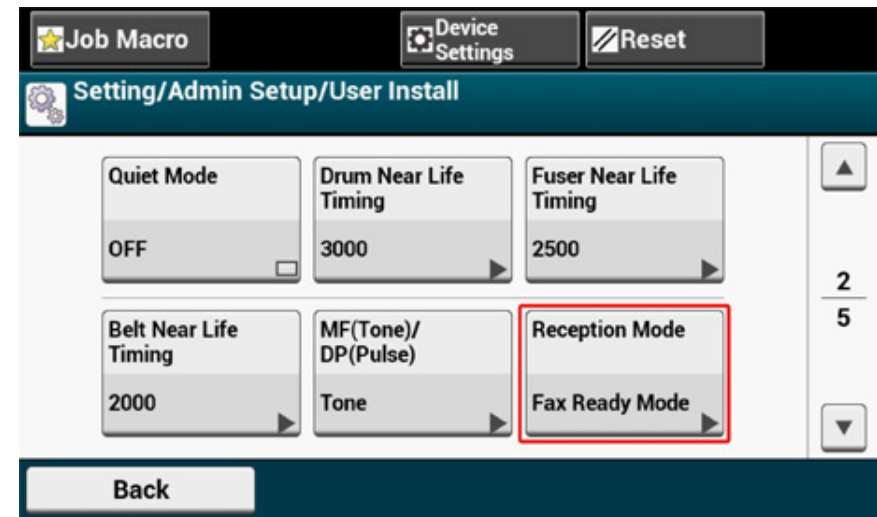 Job Macro
Device
Settings
Reset
Setting/Admin Setup/User Install
Quiet Mode
OFF
Drum Near Life
Timing
3000
Fuser Near Life
Timing
2500
Belt Near Life
Timing
2000
MF(Tone)/
DP(Pulse)
Tone
Reception Mode
Fax Ready Mode
2
5
Back